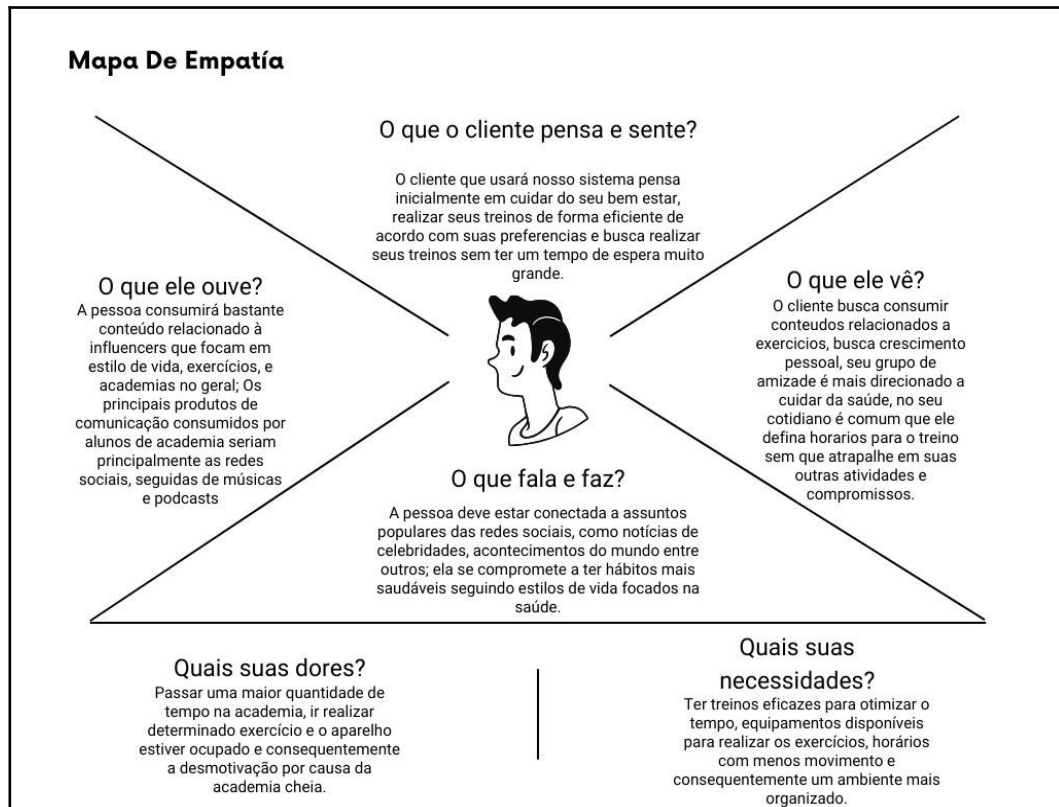 Mapa De Empatía
O que o cliente pensa e sente?
O cliente que usará nosso sistema pensa
inicialmente em cuidar do seu bem estar,
realizar seus treinos de forma eficiente de
acordo com suas preferencias e busca realizar
seus treinos sem ter um tempo de espera muito
grande.
O que ele ouve?
A pessoa consumirá bastante
conteúdo relacionado à
influencers que focam em
estilo de vida, exercícios, e
academias no geral; Os
principais produtos de
comunicação consumidos por
alunos de academia seriam
principalmente as redes
sociais, seguidas de músicas
e podcasts
O que ele vê?
O cliente busca consumir
conteudos relacionados a
exercicios, busca crescimento
pessoal, seu grupo de
amizade é mais direcionado a
cuidar da saúde, no seu
cotidiano é comum que ele
defina horarios para o treino
sem que atrapalhe em suas
outras atividades e
compromissos.
O que fala e faz?
A pessoa deve estar conectada a assuntos
populares das redes sociais, como notícias de
celebridades, acontecimentos do mundo entre
outros; ela se compromete a ter hábitos mais
saudáveis seguindo estilos de vida focados na
saúde.
Quais suas dores?
Passar uma maior quantidade de
tempo na academia, ir realizar
determinado exercício e o aparelho
estiver ocupado e consequentemente
a desmotivação por causa da
academia cheia.
Quais suas
necessidades?
Ter treinos eficazes para otimizar o
tempo, equipamentos disponíveis
para realizar os exercícios, horários
com menos movimento e
consequentemente um ambiente mais
organizado.